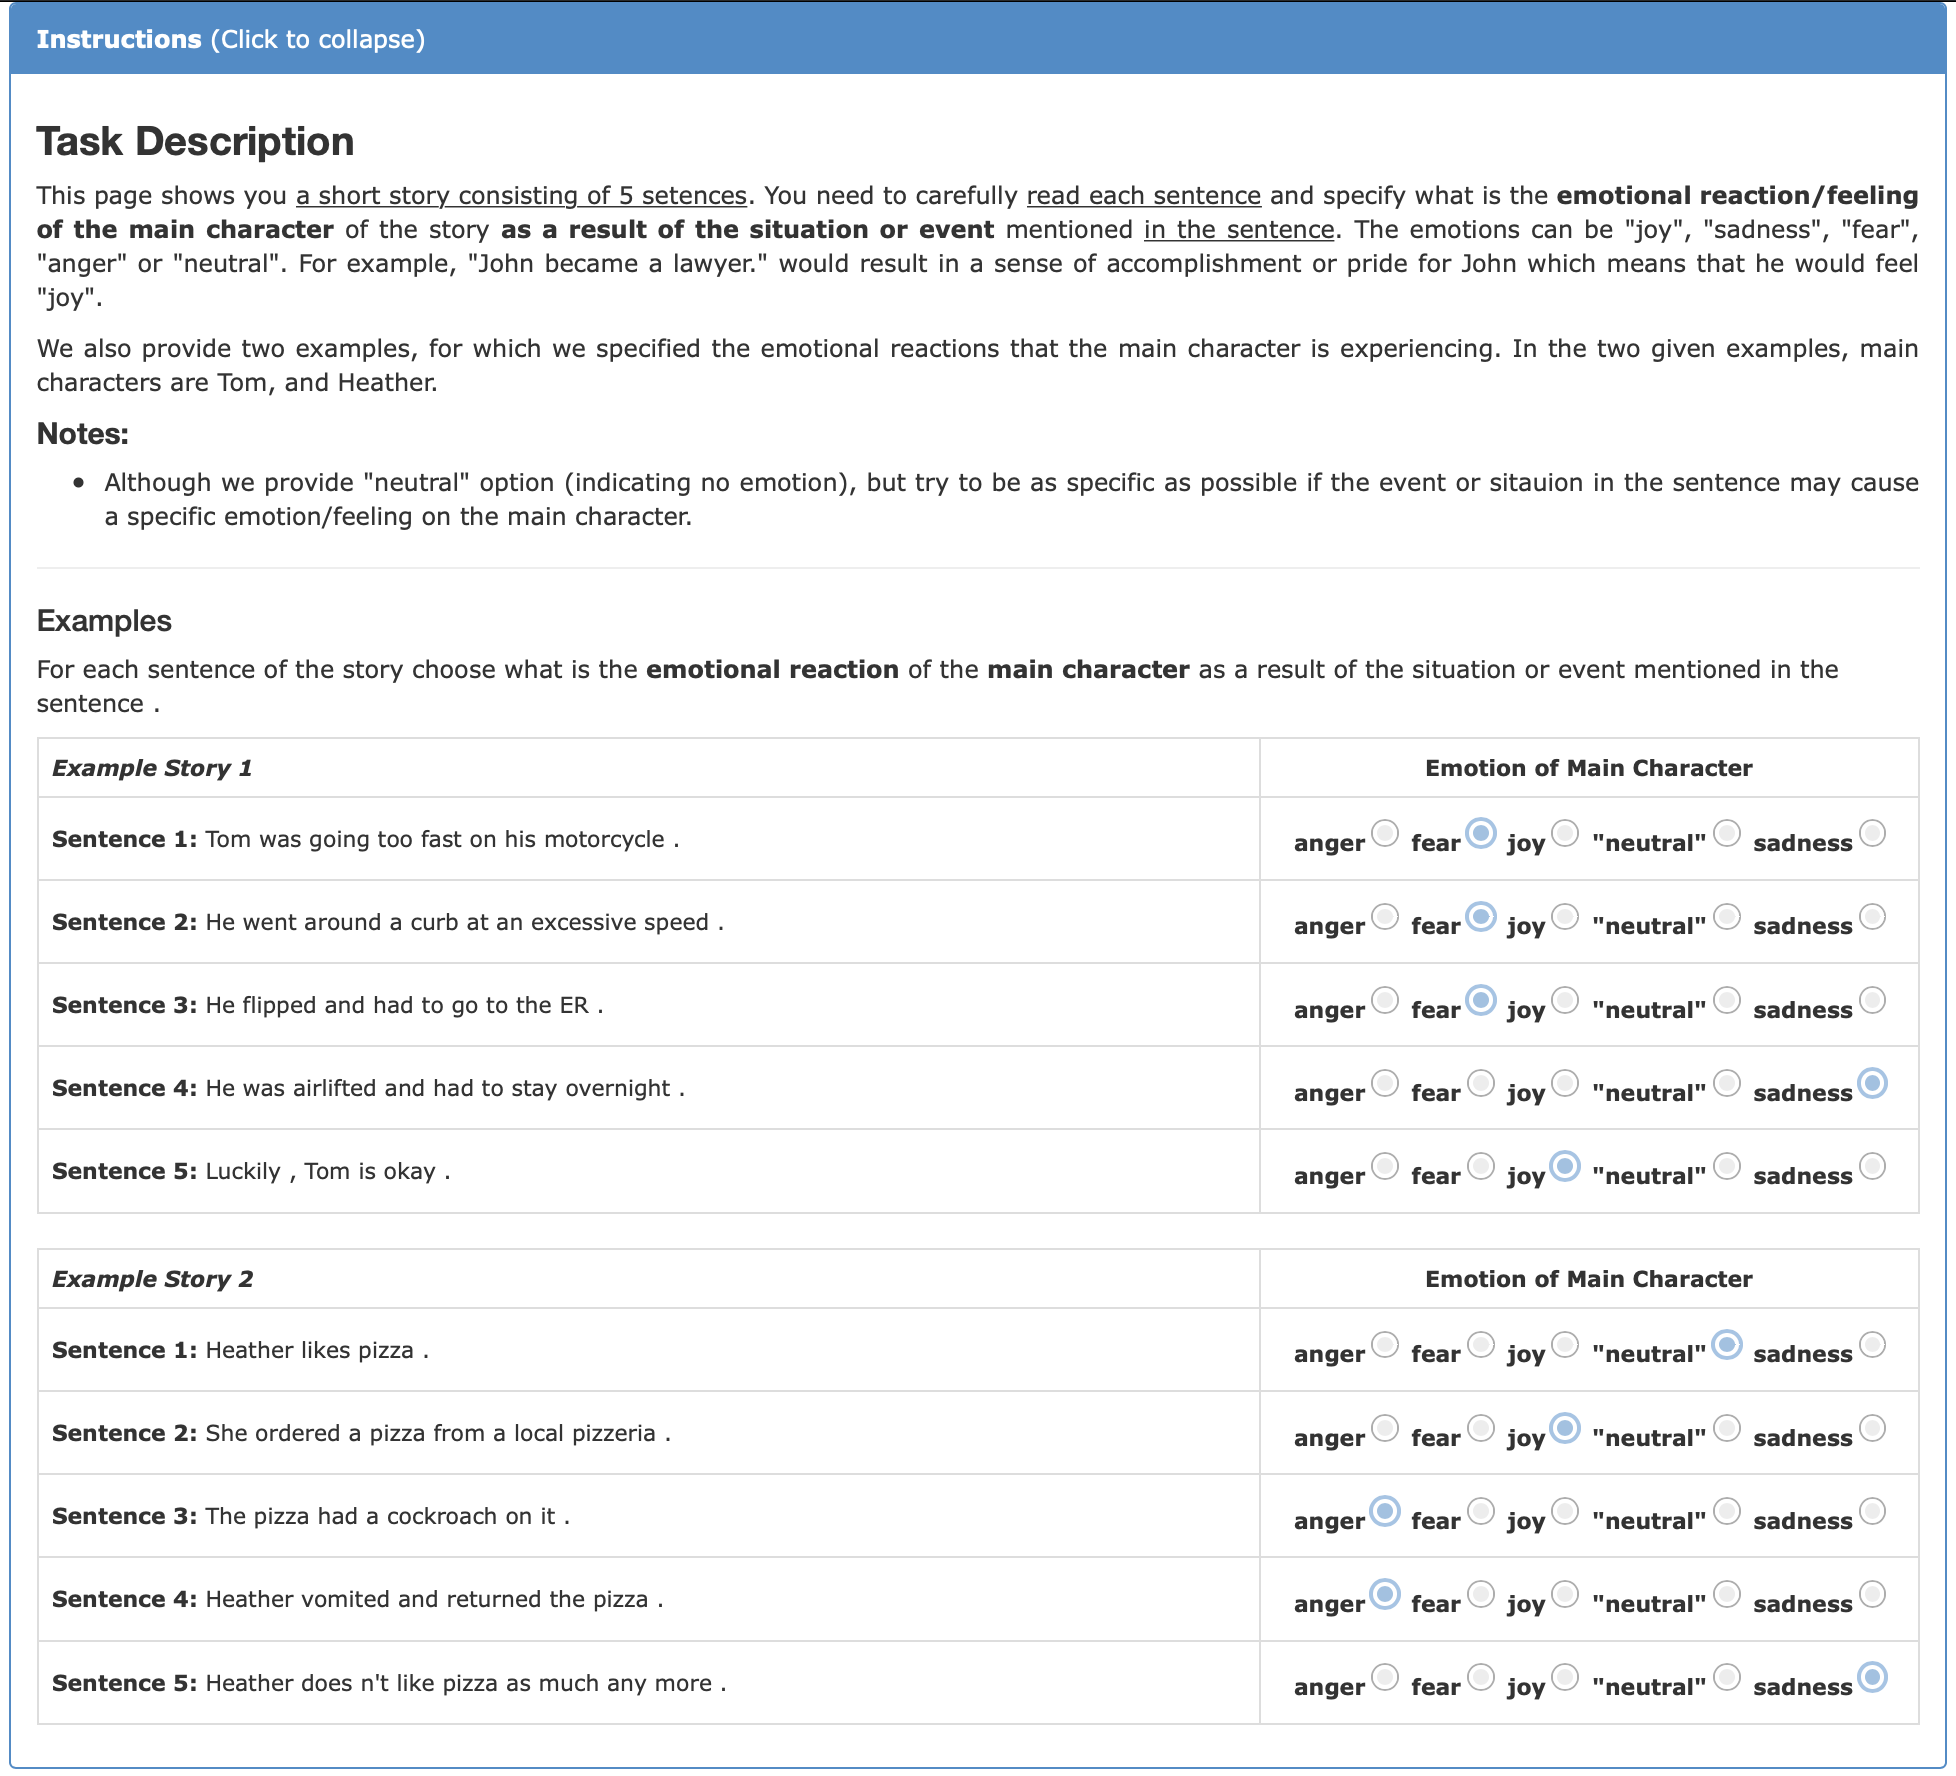 Instructions (Click to collapse)
Task Description
This page shows you a short story consisting of 5 setences. You need to carefully read each sentence and specify what is the emotional reaction/feeling
of the main character of the story as a result of the situation or event mentioned in the sentence. The emotions can be "joy", "sadness", "fear",
"anger" or "neutral". For example, "John became a lawyer." would result in a sense of accomplishment or pride for John which means that he would feel
"joy".
We also provide two examples, for which we specified the emotional reactions that the main character is experiencing. In the two given examples, main
characters are Tom, and Heather.
Notes:
• Although we provide "neutral" option (indicating no emotion), but try to be as specific as possible if the event or sitauion in the sentence may cause
a specific emotion/feeling on the main character.
Examples
For each sentence of the story choose what is the emotional reaction of the main character as a result of the situation or event mentioned in the
sentence .
Example Story 1 Emotion of Main Character
Sentence 1: Tom was going too fast on his motorcycle . anger fear joy "neutral" sadness
Sentence 2: He went around a curb at an excessive speed . anger fear joy "neutral" sadness
Sentence 3: He flipped and had to go to the ER . anger fear joy "neutral" sadness
Sentence 4: He was airlifted and had to stay overnight . anger fear joy "neutral" sadness
Sentence 5: Luckily , Tom is okay . anger fear joy "neutral" sadness
Example Story 2 Emotion of Main Character
Sentence 1: Heather likes pizza . anger fear joy "neutral" sadness
Sentence 2: She ordered a pizza from a local pizzeria . anger fear joy "neutral" sadness
Sentence 3: The pizza had a cockroach on it . anger fear joy "neutral" sadness
Sentence 4: Heather vomited and returned the pizza . anger fear joy "neutral" sadness
Sentence 5: Heather does n't like pizza as much any more . anger fear joy "neutral" sadness